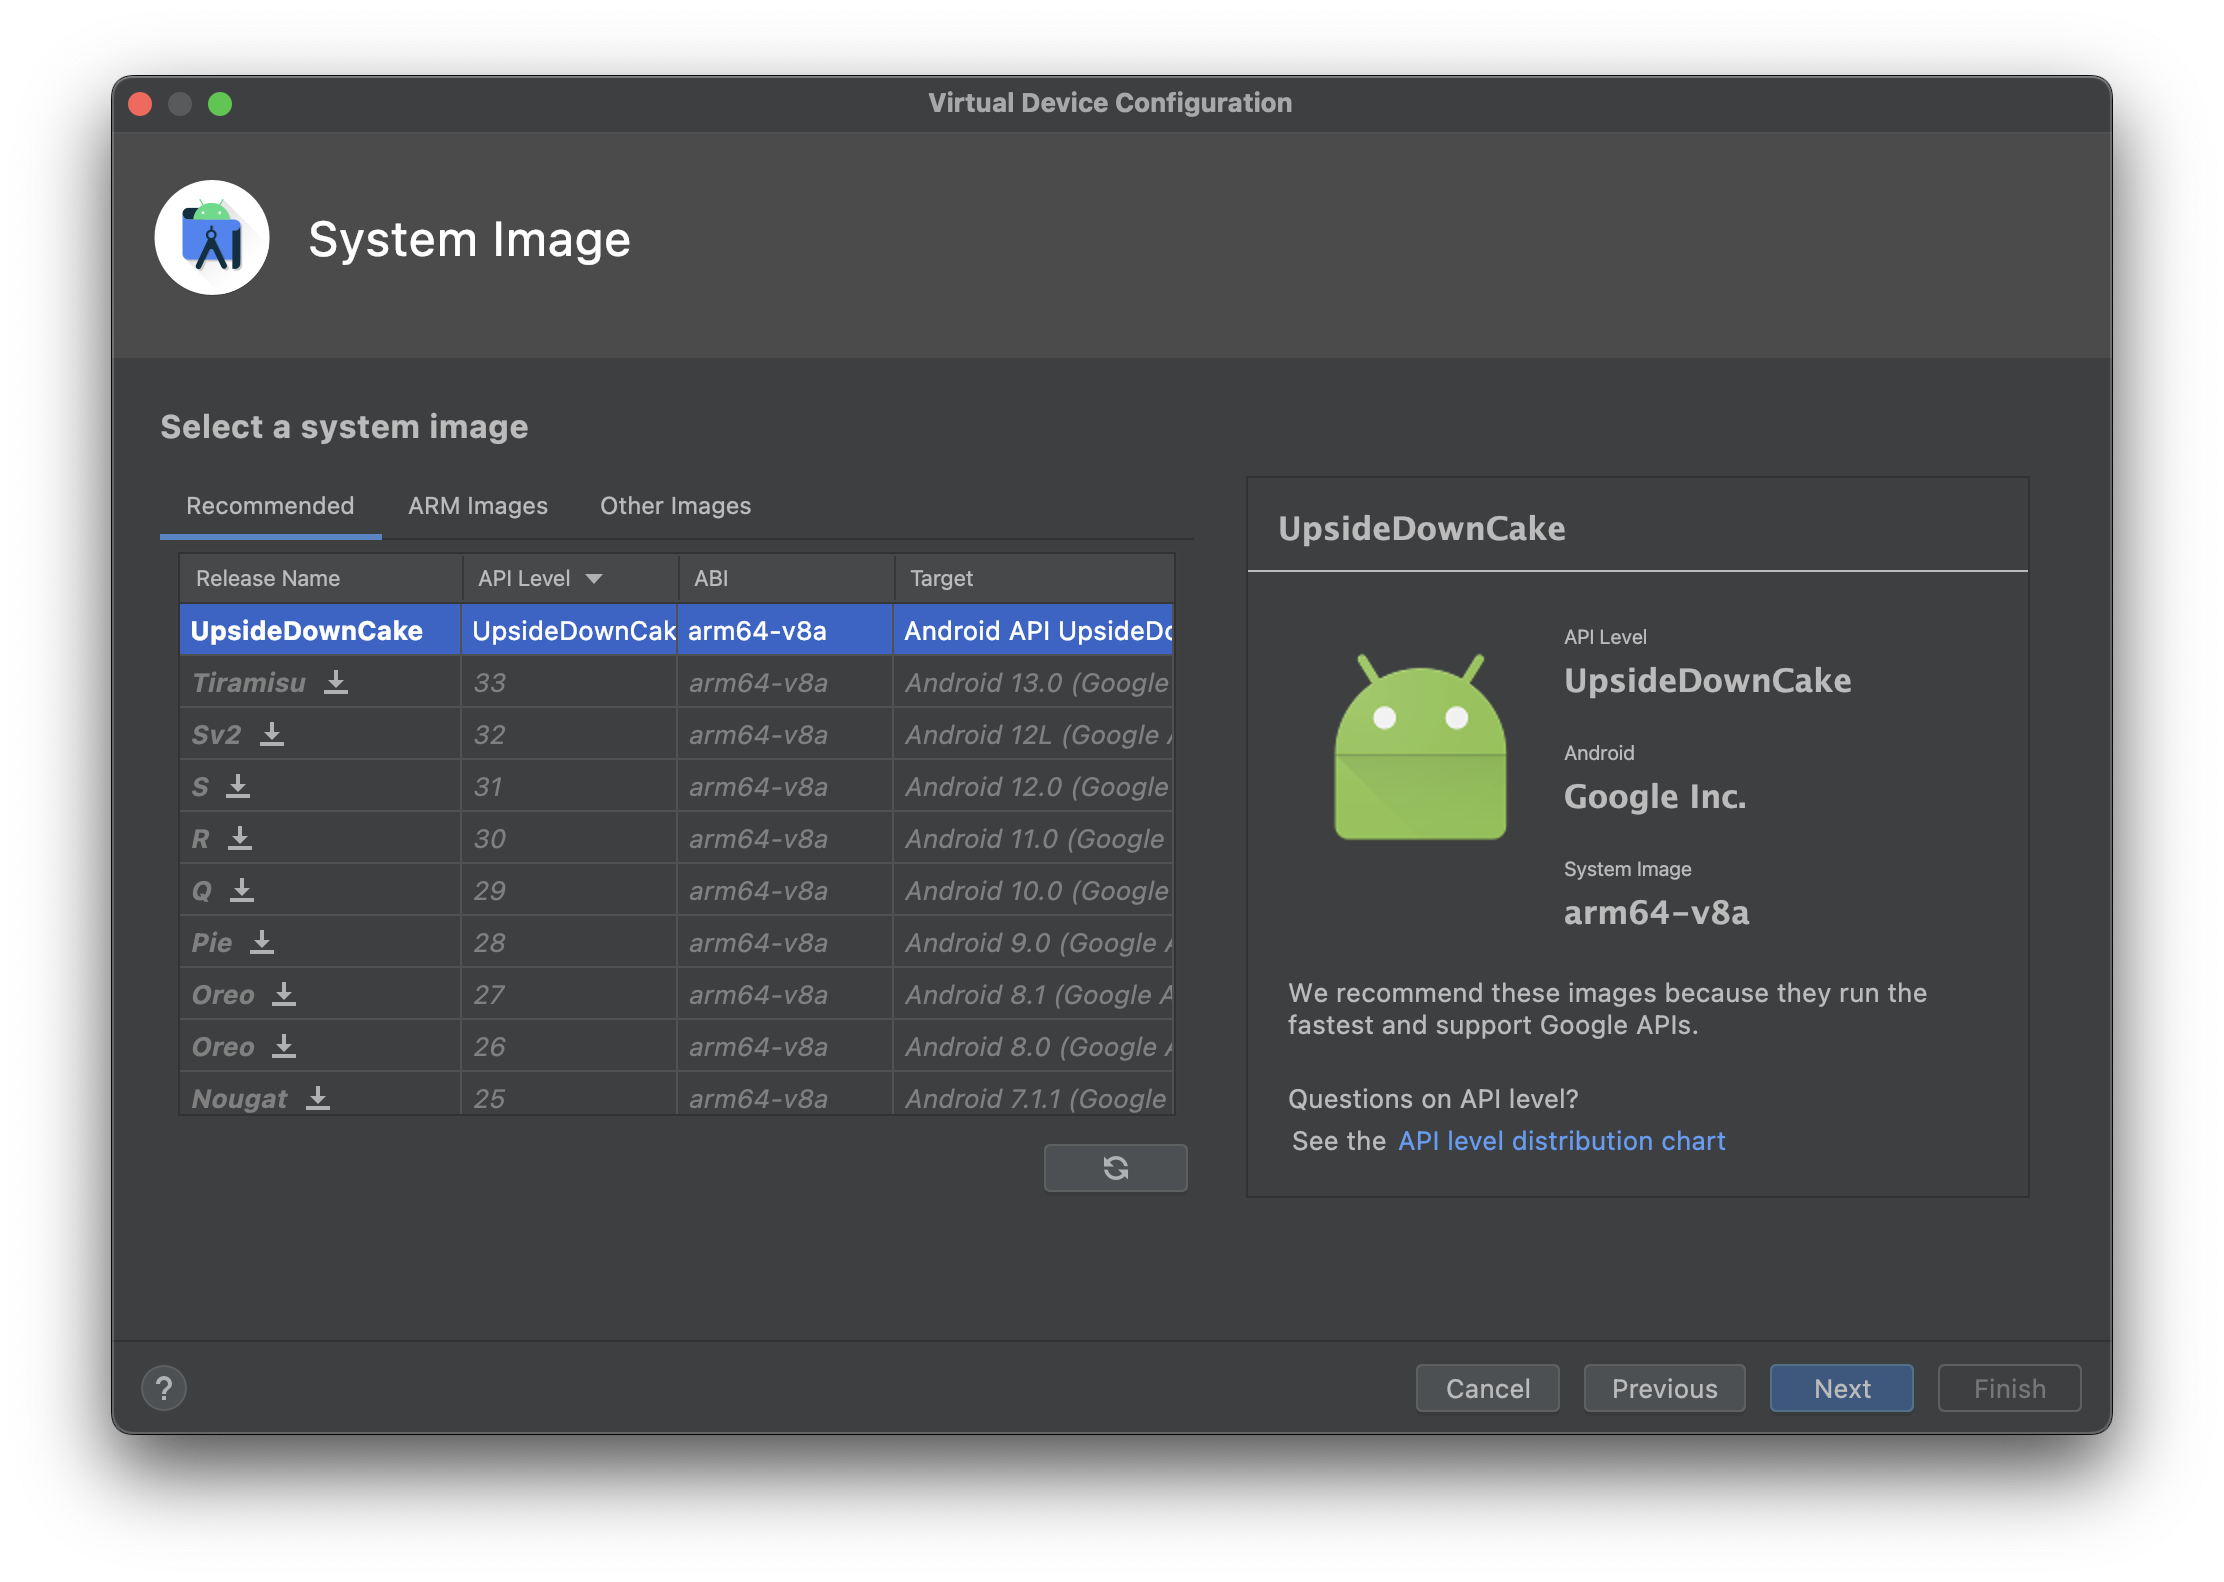 Virtual Device Configuration
System Image
Select a system image
Recommended ARM Images Other Images
Release Name API Level ABI Target
UpsideDownCake UpsideDownCak arm64-v8a Android API UpsideDo
Tiramisu 33 arm64-v8a Android 13.0 (Google
Sv2 32 arm64-v8a Android 12L (Google A
S 31 arm64-v8a Android 12.0 (Google
R 30 arm64-v8a Android 11.0 (Google
Q 29 arm64-v8a Android 10.0 (Google
Pie 28 arm64-v8a Android 9.0 (Google A
Oreo 27 arm64-v8a Android 8.1 (Google A
Oreo 26 arm64-v8a Android 8.0 (Google A
Nougat 25 arm64-v8a Android 7.1.1 (Google
UpsideDownCake
API Level
UpsideDownCake
Android
Google Inc.
System Image
arm64-v8a
We recommend these images because they run the
fastest and support Google APIs.
Questions on API level?
See the API level distribution chart
? Cancel Previous Next Finish